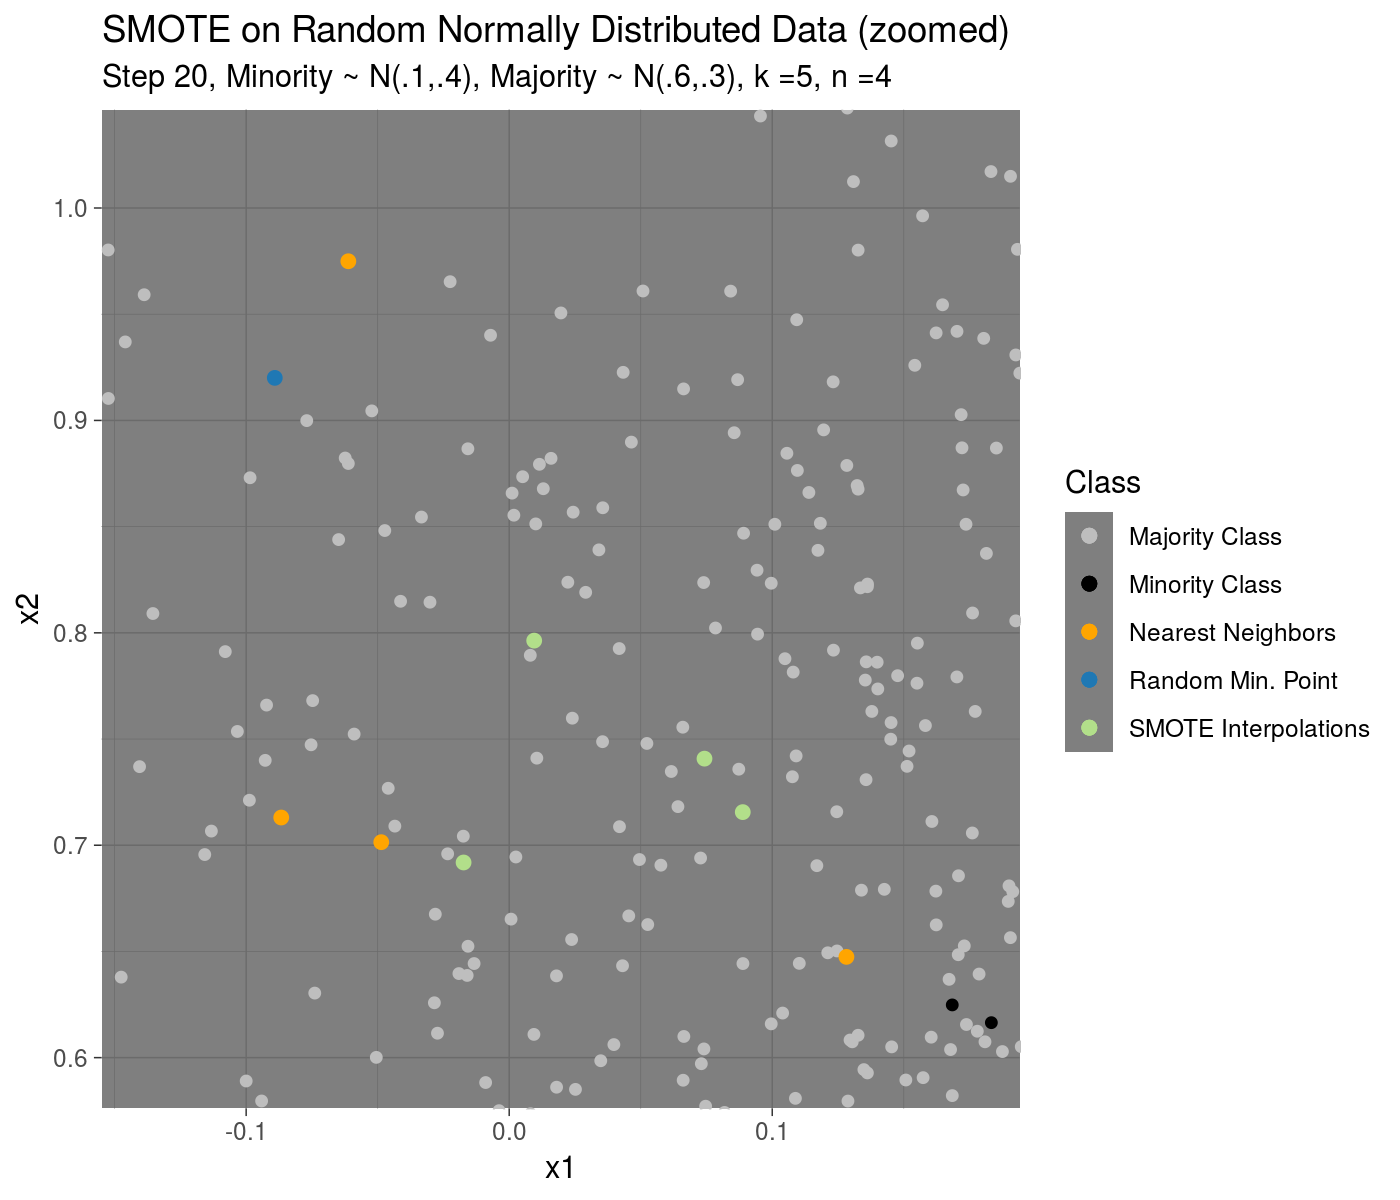 SMOTE on Random Normally Distributed Data (zoomed)
Step 20, Minority ~ N(.1,.4), Majority ~ N(.6,.3), k =5, n =4
1.0
0.9
0.8
0.7
0.6
x2
-0.1
0.0
0.1
x1
Class
Majority Class
Minority Class
Nearest Neighbors
Random Min. Point
SMOTE Interpolations